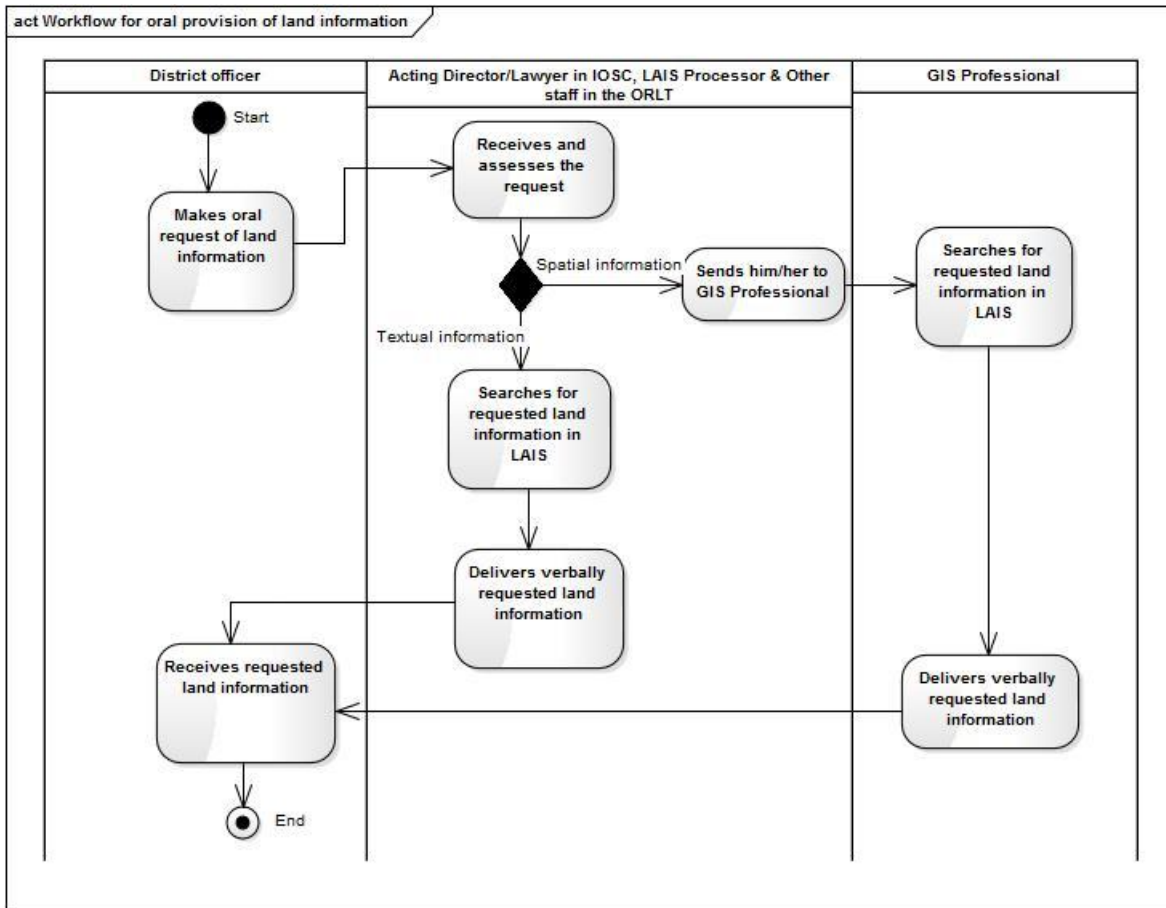 act Workflow for oral provision of land information
District officer
Acting Director/Lawyer in IOSC, LAIS Processor & Other
staff in the ORLT
GIS Professional
Start
Makes oral
request of land
information
Receives and
assesses the
request
Spatial information
Sends him/her to
GIS Professional
Searches for
requested land
information in
LAIS
Textual information
Searches for
requested land
information in
LAIS
Delivers verbally
requested land
information
Receives requested
land information
Delivers verbally
requested land
information
End